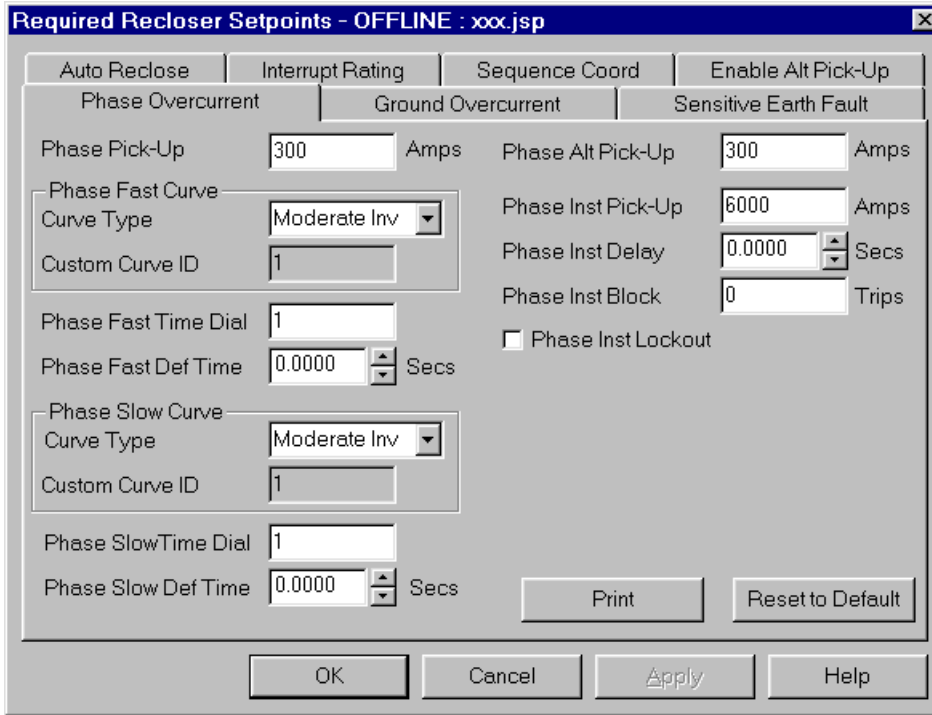 Required Recloser Setpoints - OFFLINE : xxx.jsp
Auto Reclose
Interrupt Rating
Sequence Coord
Enable Alt Pick-Up
Phase Overcurrent
Ground Overcurrent
Sensitive Earth Fault
Phase Pick-Up 300 Amps
Phase Fast Curve
Curve Type Moderate Inv
Custom Curve ID 1
Phase Fast Time Dial 1
Phase Fast Def Time 0.0000 Secs
Phase Slow Curve
Curve Type Moderate Inv
Custom Curve ID 1
Phase SlowTime Dial 1
Phase Slow Def Time 0.0000 Secs
Phase Alt Pick-Up 300 Amps
Phase Inst Pick-Up 6000 Amps
Phase Inst Delay 0.0000 Secs
Phase Inst Block 0 Trips
Phase Inst Lockout
Print
Reset to Default
OK
Cancel
Apply
Help